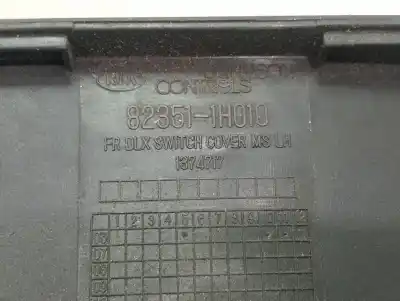 CONTROLS
82351-1H010
FR DLX SWITCH COVER MS LH
1374717
1 2 3 4 5 6 7 8 9 10 11 12